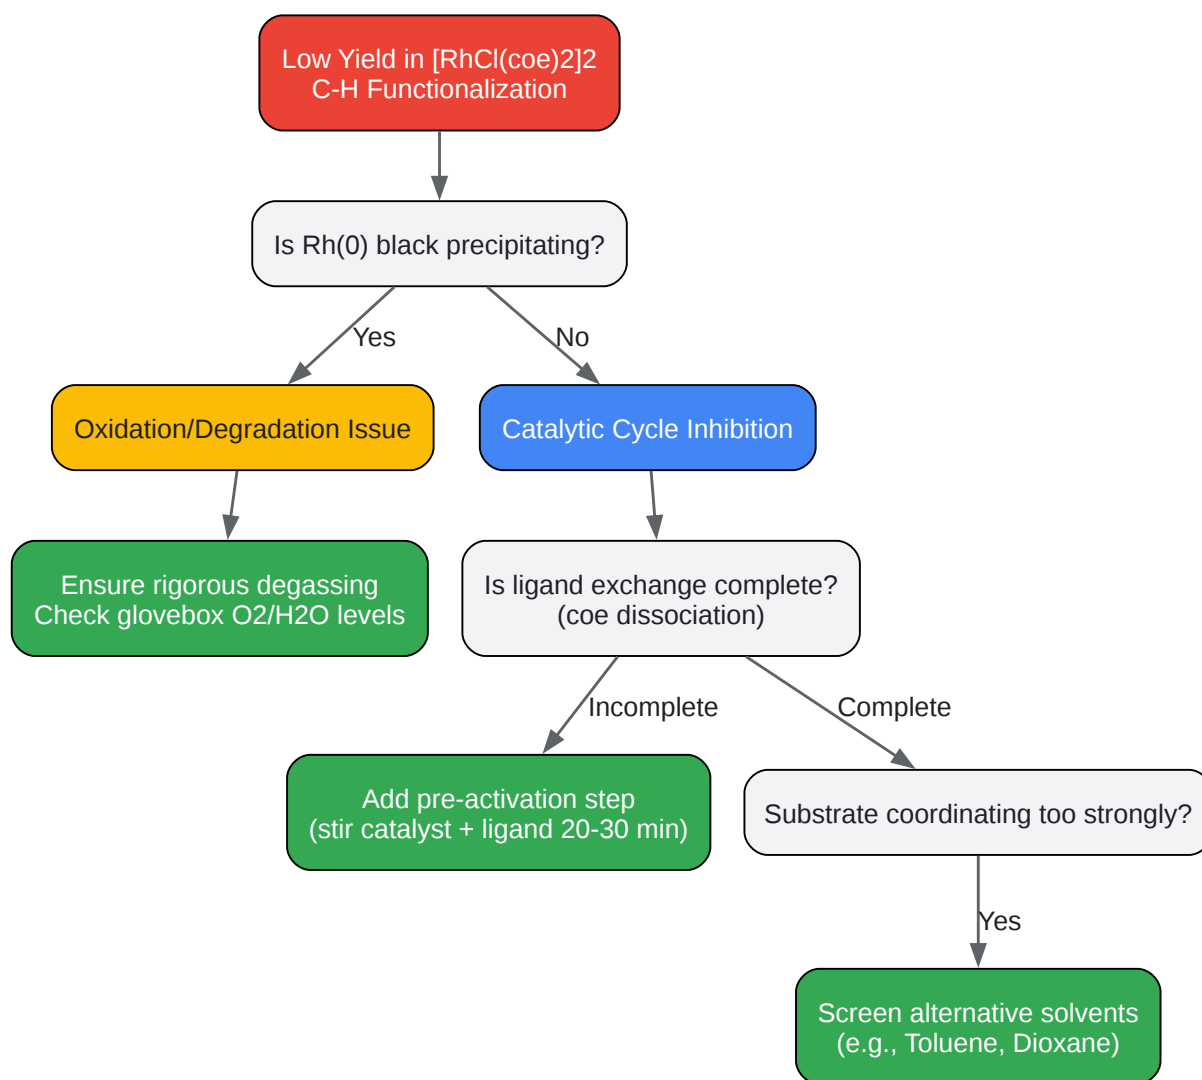 Low Yield in [RhCl(coe)2]2
C-H Functionalization
Is Rh(0) black precipitating?
Yes
No
Oxidation/Degradation Issue
Catalytic Cycle Inhibition
Ensure rigorous degassing
Check glovebox O2/H2O levels
Is ligand exchange complete?
(coe dissociation)
Incomplete
Complete
Add pre-activation step
(stir catalyst + ligand 20-30 min)
Substrate coordinating too strongly?
Yes
Screen alternative solvents
(e.g., Toluene, Dioxane)